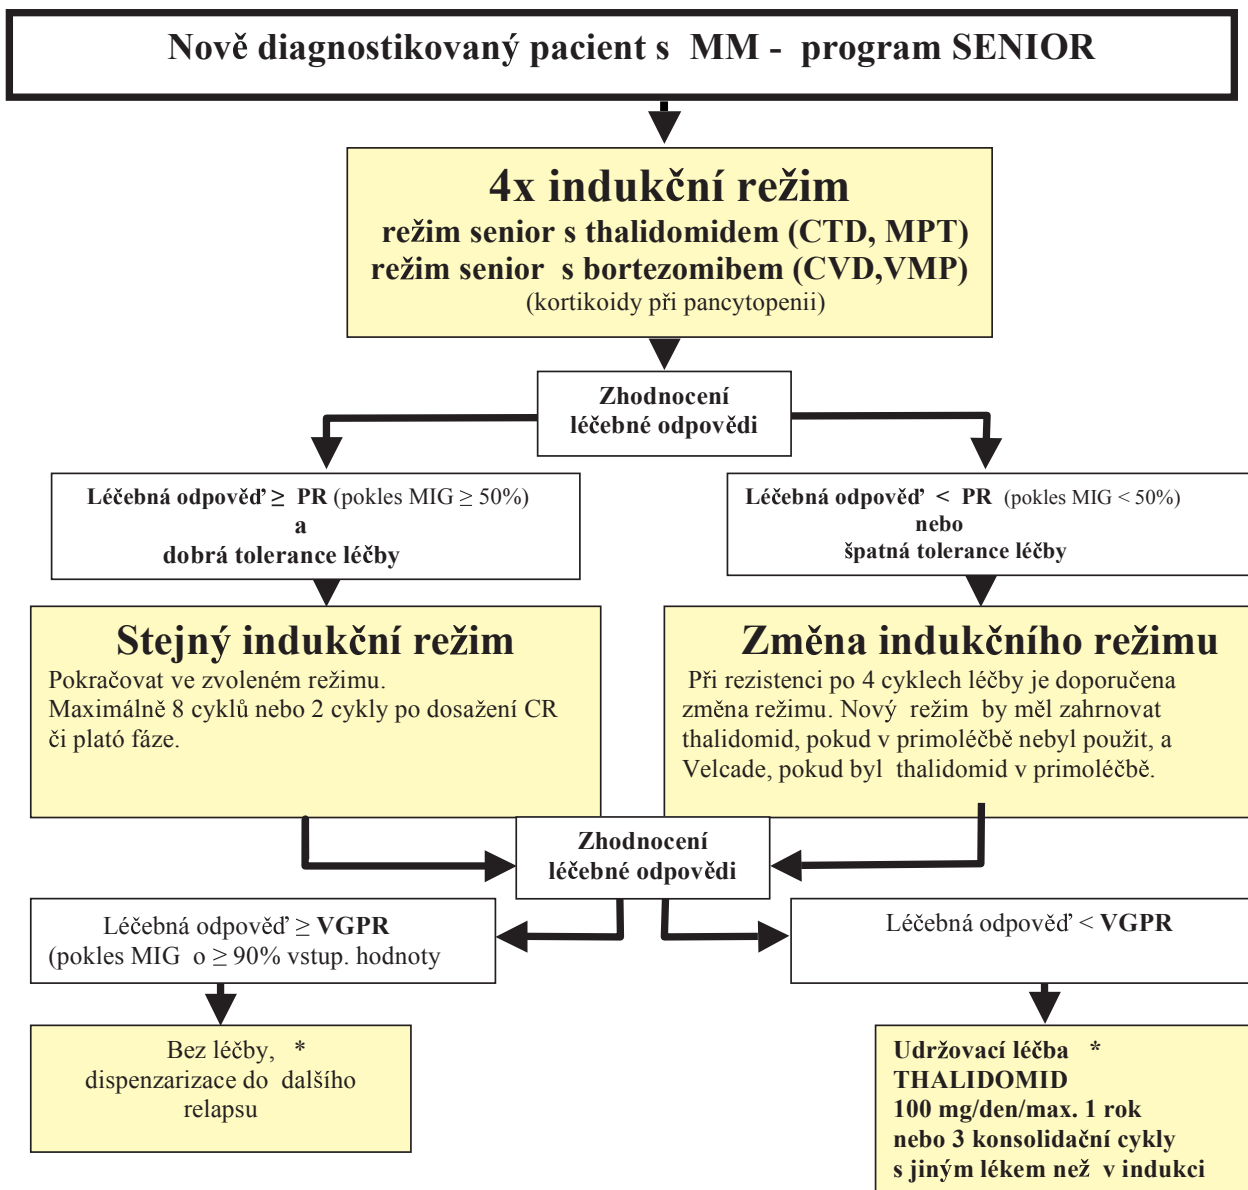 Nově diagnostikovaný pacient s MM - program SENIOR
4x indukční režim
režim senior s thalidomidem (CTD, MPT)
režim senior s bortezomibem (CVD,VMP)
(kortikoidy při pancytopenii)
Zhodnocení
léčebné odpovědi
Léčebná odpověď ≥ PR (pokles MIG ≥ 50%)
a
dobrá tolerance léčby
Léčebná odpověď < PR (pokles MIG < 50%)
nebo
špatná tolerance léčby
Stejný indukční režim
Pokračovat ve zvoleném režimu.
Maximálně 8 cyklů nebo 2 cykly po dosažení CR
či plató fáze.
Změna indukčního režimu
Při rezistenci po 4 cyklech léčby je doporučena
změna režimu. Nový režim by měl zahrnovat
thalidomid, pokud v primoléčbě nebyl použit, a
Velcade, pokud byl thalidomid v primoléčbě.
Zhodnocení
léčebné odpovědi
Léčebná odpověď ≥ VGPR
(pokles MIG o ≥ 90% vstup. hodnoty
Léčebná odpověď < VGPR
Bez léčby, *
dispenzarizace do dalšího
relapsu
Udržovací léčba *
THALIDOMID
100 mg/den/max. 1 rok
nebo 3 konsolidační cykly
s jiným lékem než v indukci